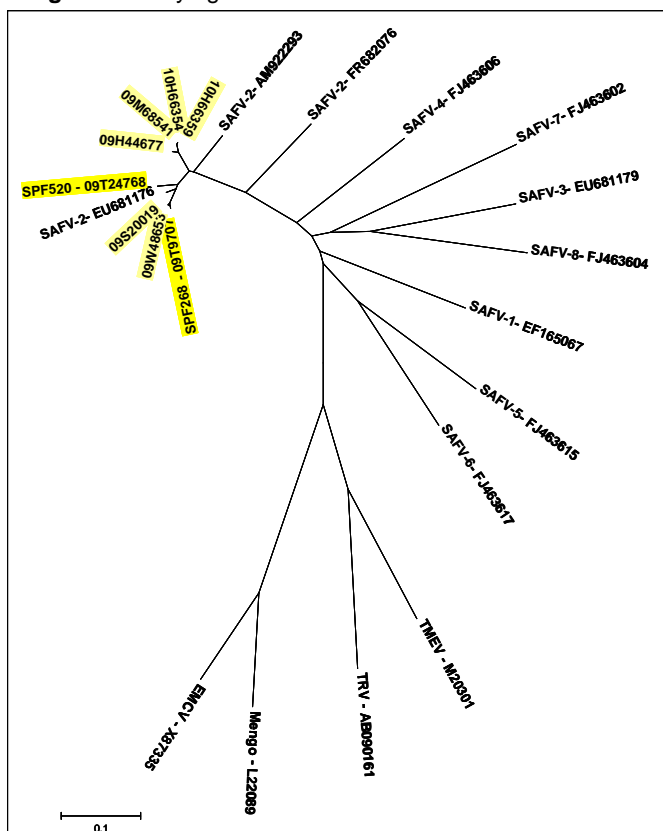 10H66359
10H66354
09M68541
09H44677
SPF520 - 09T24768
SAFV-2- EU681176
09S20019
09W48653
SPF268 - 09T9707
SAFV-2- AM922293
SAFV-2- FR682076
SAFV-4- FJ463606
SAFV-7- FJ463602
SAFV-3- EU681179
SAFV-8- FJ463604
SAFV-1- EF165067
SAFV-5- FJ463615
SAFV-6- FJ463617
TMEV - M20301
TRV - AB090161
Mengo - L22089
EMCV - X87335
0.1